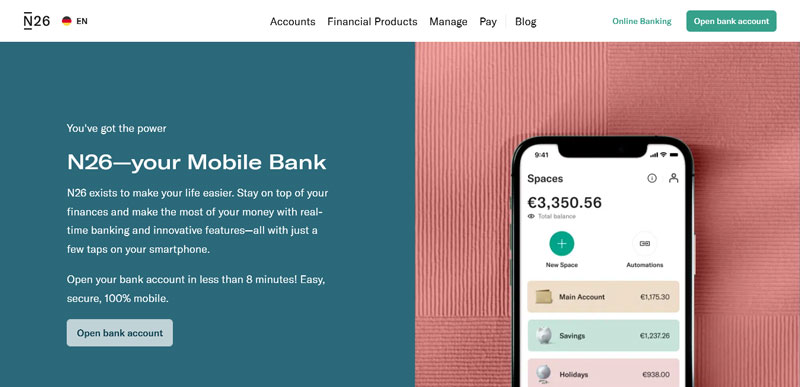 N26
EN
Accounts
Financial Products
Manage
Pay
Blog
Online Banking
Open bank account
You've got the power
N26—your Mobile Bank
N26 exists to make your life easier. Stay on top of your
finances and make the most of your money with real-
time banking and innovative features—all with just a
few taps on your smartphone.
Open your bank account in less than 8 minutes! Easy,
secure, 100% mobile.
Open bank account
9:41
Spaces
€3,350.56
Total balance
New Space
Automations
Main Account €1,175.30
Savings €1,237.26
Holidays €938.00